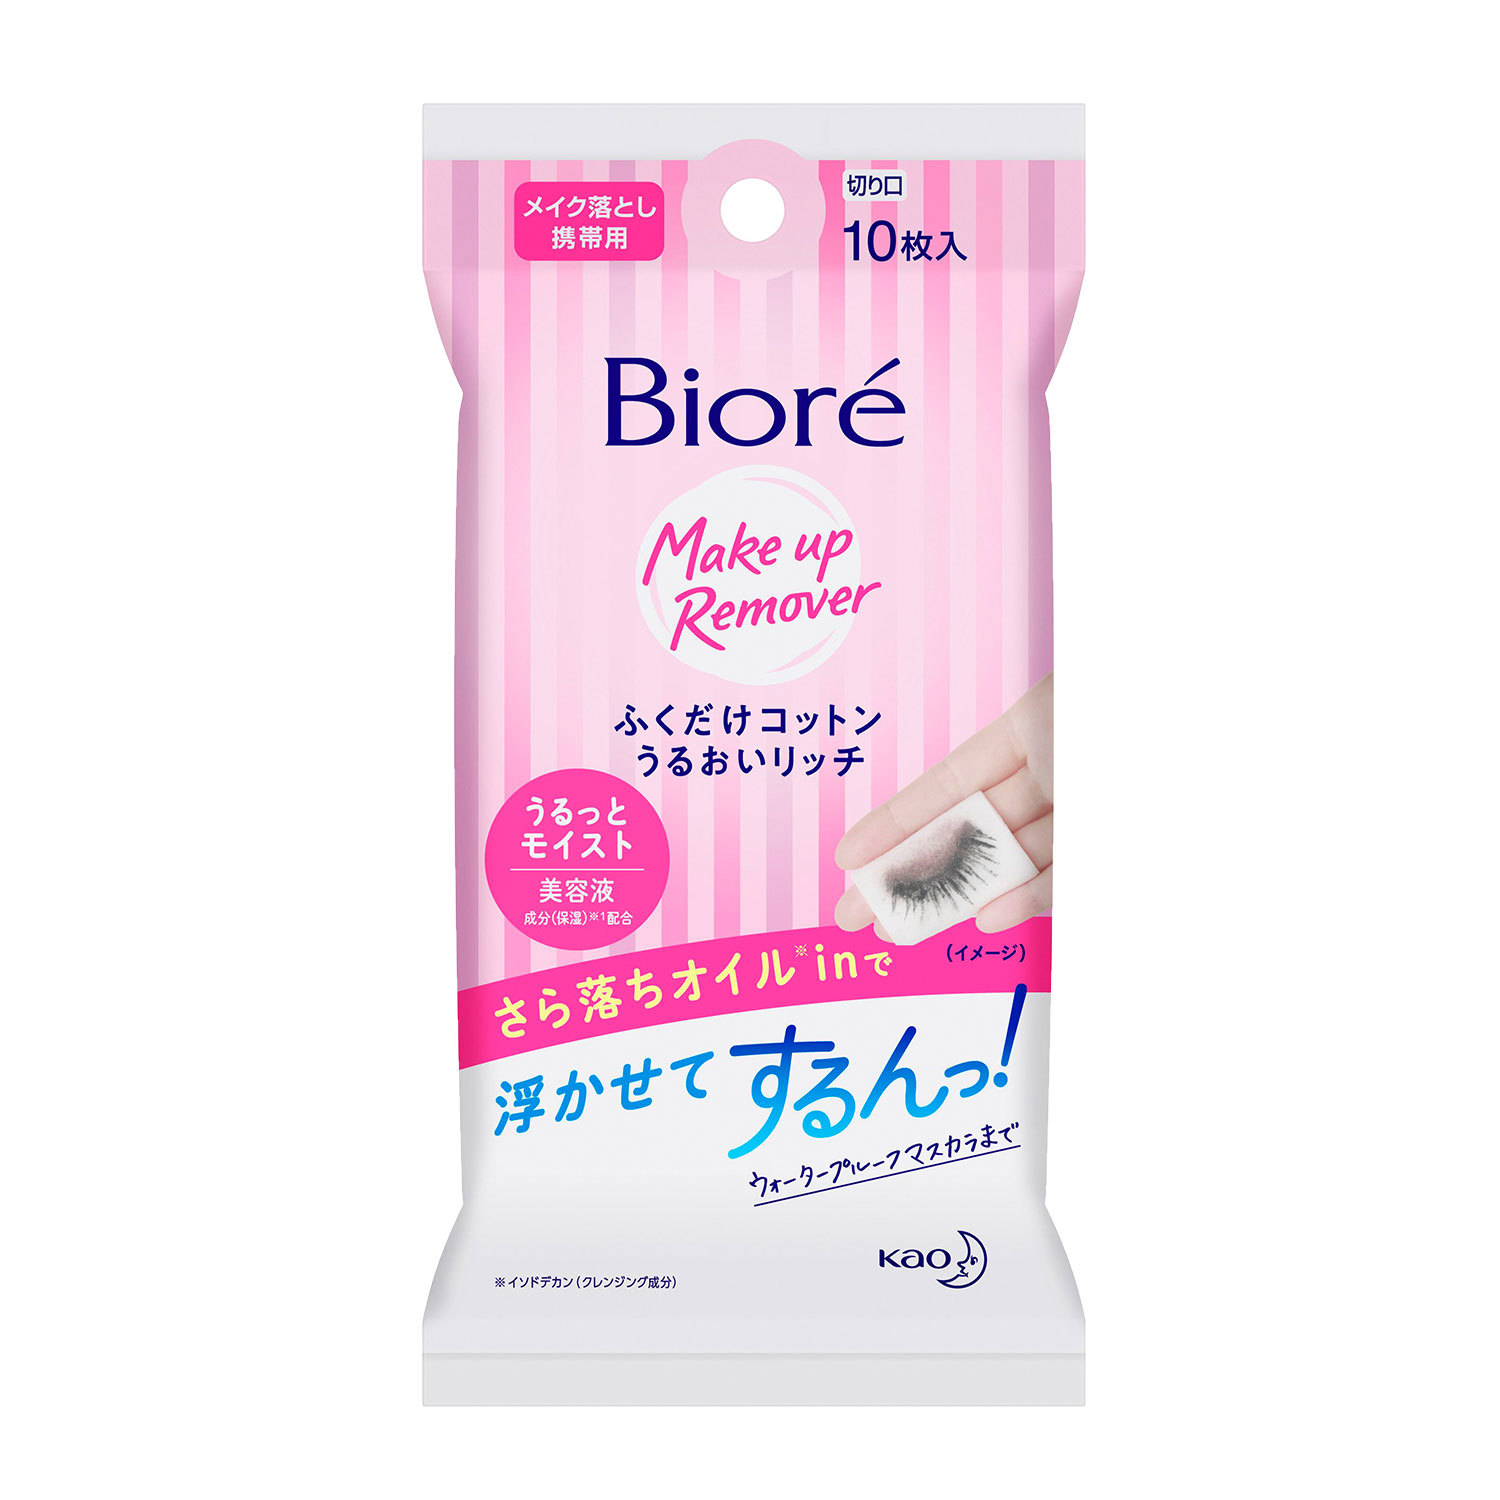 メイク落とし
携帯用
切り口
10枚入
Bioré
Make up
Remover
ふくだけコットン
うるおいリッチ
うるっと
モイスト
美容液
成分(保湿)※1配合
(イメージ)
さら落ちオイル※inで
浮かせてするんっ!
ウォータープルーフマスカラまで
Kao
※イソドデカン(クレンジング成分)